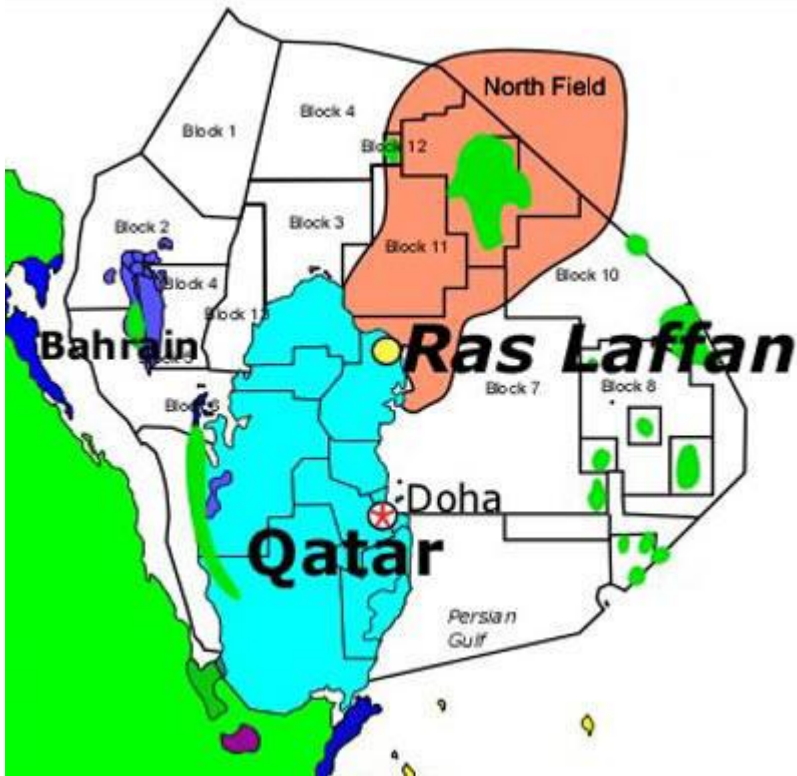 North Field
Block 4
Block 1
Block 12
Block 2
Block 3
Block 11
Block 10
Block 4
Block 13
Bahrain
Ras Laffan
Block 7
Block 8
Block 6
Doha
Qatar
Persian
Gulf